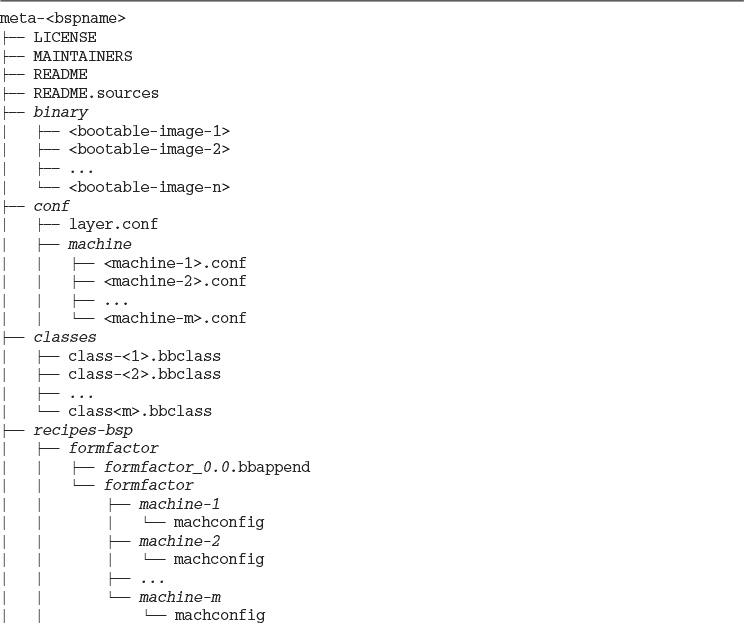 meta-<bspname>
├── LICENSE
├── MAINTAINERS
├── README
├── README.sources
├── binary
│   ├── <bootable-image-1>
│   ├── <bootable-image-2>
│   ├── ...
│   └── <bootable-image-n>
├── conf
│   ├── layer.conf
│   ├── machine
│   │   ├── <machine-1>.conf
│   │   ├── <machine-2>.conf
│   │   ├── ...
│   │   └── <machine-m>.conf
├── classes
│   ├── class-<1>.bbclass
│   ├── class-<2>.bbclass
│   ├── ...
│   └── class<m>.bbclass
├── recipes-bsp
│   ├── formfactor
│   │   ├── formfactor_0.0.bbappend
│   │   └── formfactor
│   │       ├── machine-1
│   │       │   └── machconfig
│   │       ├── machine-2
│   │       │   └── machconfig
│   │       ├── ...
│   │       └── machine-m
│   │           └── machconfig